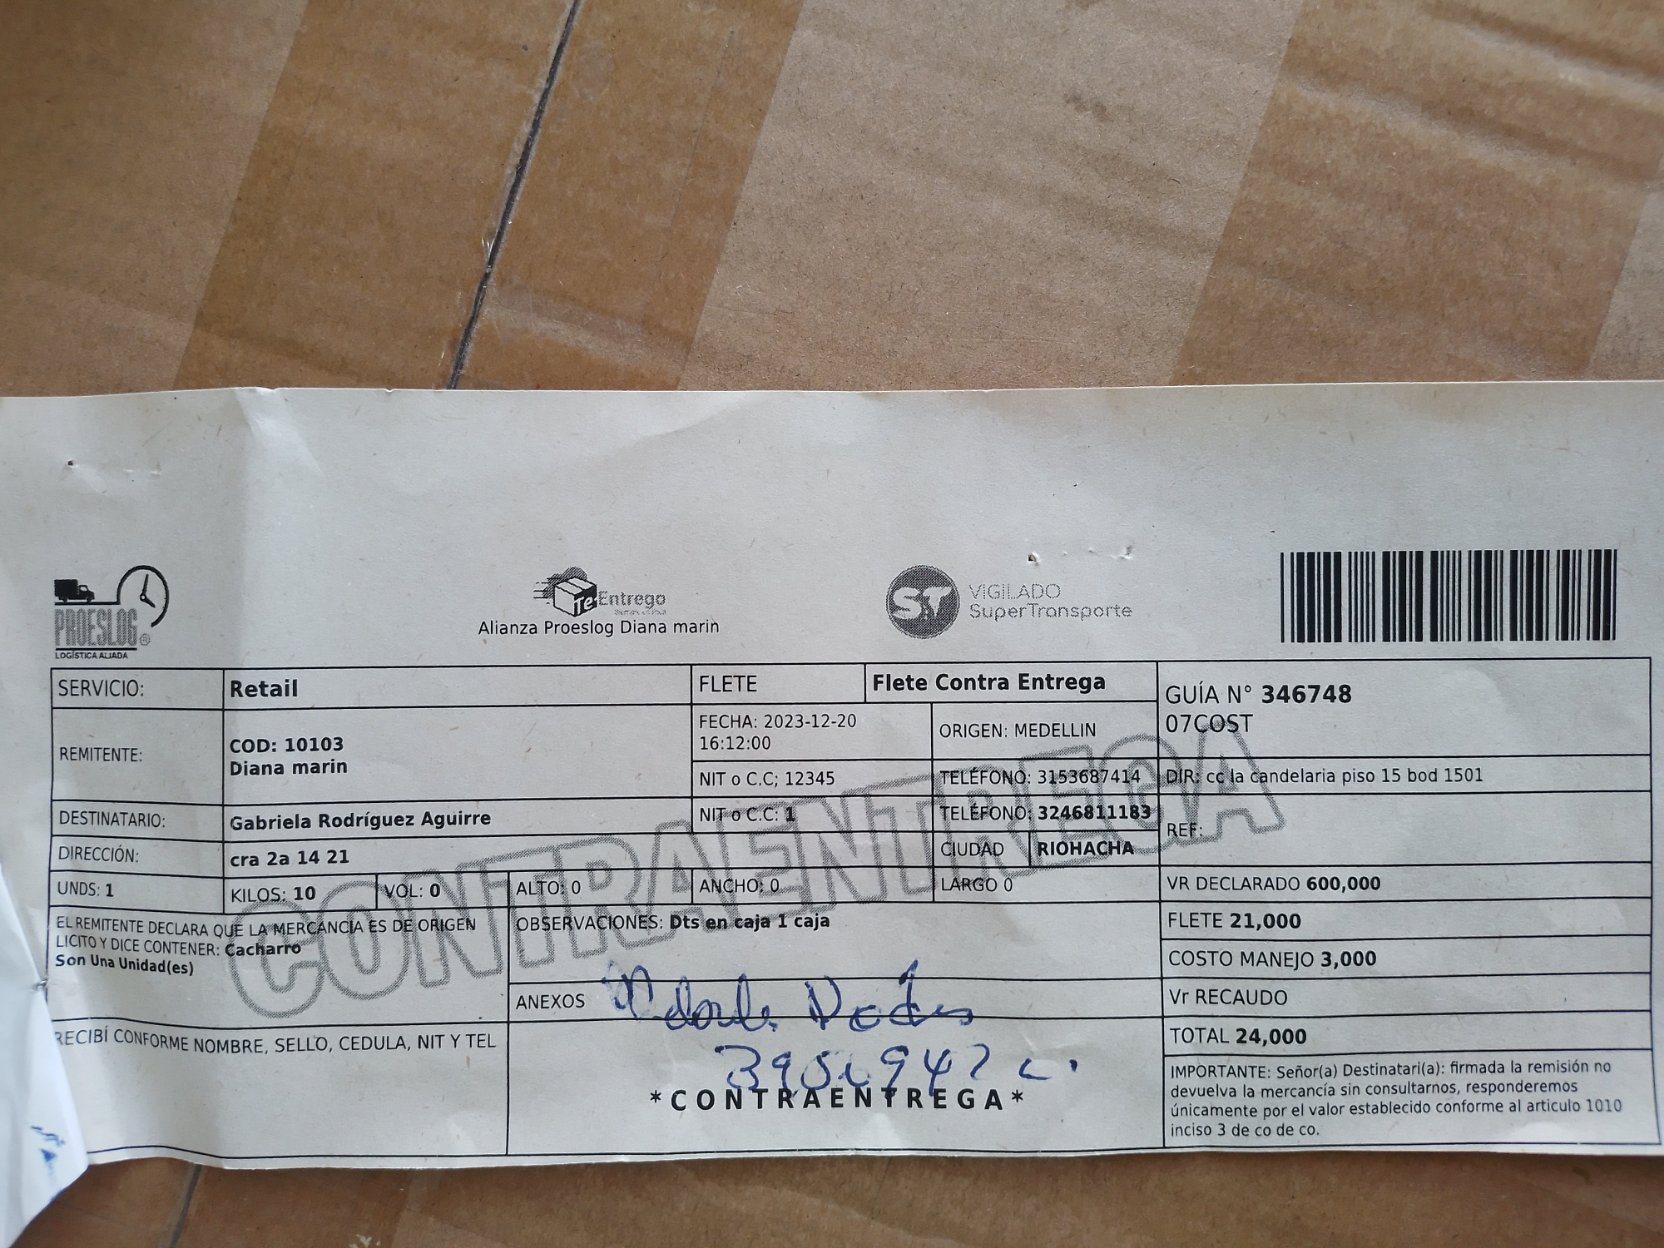 PROESLOG
LOGÍSTICA ALIADA
Te Entrego
Alianza Proeslog Diana marin
ST
VIGILADO
SuperTransporte
SERVICIO: Retail
FLETE Flete Contra Entrega
GUÍA N° 346748
07COST
REMITENTE:
COD: 10103
Diana marin
FECHA: 2023-12-20
16:12:00
ORIGEN: MEDELLIN
NIT o C.C; 12345
TELÉFONO: 3153687414
DIR: cc la candelaria piso 15 bod 1501
DESTINATARIO: Gabriela Rodríguez Aguirre
NIT o C.C: 1
TELÉFONO: 3246811183
REF:
DIRECCIÓN: cra 2a 14 21
CIUDAD RIOHACHA
UNDS: 1
KILOS: 10
VOL: 0
ALTO: 0
ANCHO: 0
LARGO 0
VR DECLARADO 600,000
CONTRAENTREGA
EL REMITENTE DECLARA QUE LA MERCANCIA ES DE ORIGEN
LICITO Y DICE CONTENER: Cacharro
Son Una Unidad(es)
OBSERVACIONES: Dts en caja 1 caja
FLETE 21,000
COSTO MANEJO 3,000
ANEXOS
Vr RECAUDO
RECIBÍ CONFORME NOMBRE, SELLO, CEDULA, NIT Y TEL
*CONTRAENTREGA*
TOTAL 24,000
IMPORTANTE: Señor(a) Destinatari(a): firmada la remisión no
devuelva la mercancía sin consultarnos, responderemos
únicamente por el valor establecido conforme al articulo 1010
inciso 3 de co de co.